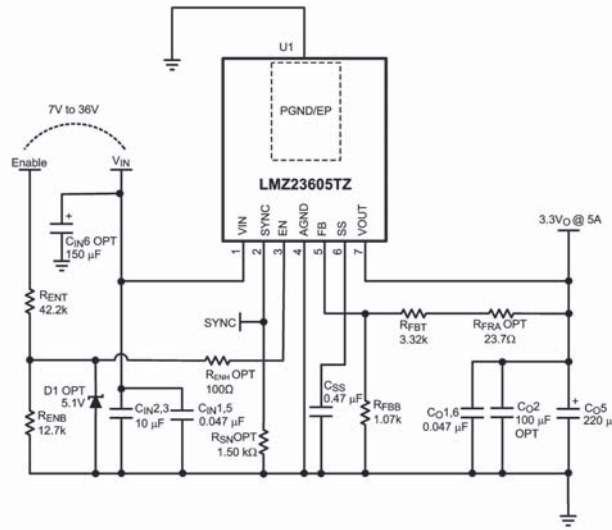 U1
7V to 36V
PGND/EP
Enable
VIN
LMZ23605TZ
VIN
SYNC
EN
AGND
FB
SS
VOUT
1
2
3
4
5
6
7
3.3VO @ 5A
+
CIN6 OPT
150 µF
RENT
42.2k
SYNC
RFBT
3.32k
RFRA OPT
23.7Ω
RENH OPT
100Ω
D1 OPT
5.1V
RENB
12.7k
CIN2,3
10 µF
CIN1,5
0.047 µF
RSNOPT
1.50 kΩ
CSS
0.47 µF
RFBB
1.07k
CO1,6
0.047 µF
CO2
100 µF
OPT
+
CO5
220 µ